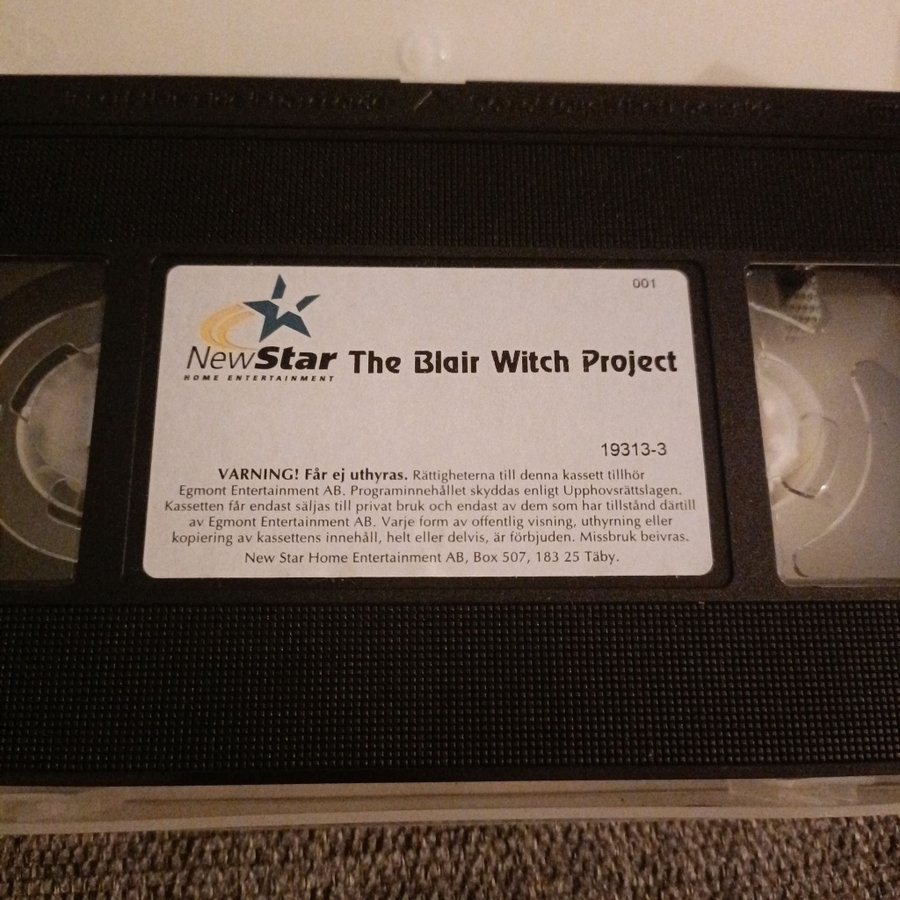 001
NewStar
HOME ENTERTAINMENT
The Blair Witch Project
19313-3
VARNING! Får ej uthyras. Rättigheterna till denna kassett tillhör
Egmont Entertainment AB. Programinnehållet skyddas enligt Upphovsrättslagen.
Kassetten får endast säljas till privat bruk och endast av dem som har tillstånd därtill
av Egmont Entertainment AB. Varje form av offentlig visning, uthyrning eller
kopiering av kassettens innehåll, helt eller delvis, är förbjuden. Missbruk beivras.
New Star Home Entertainment AB, Box 507, 183 25 Täby.